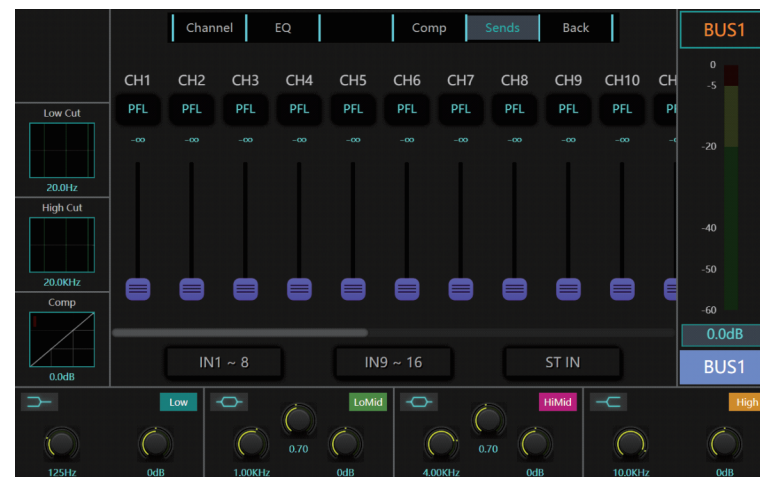 Channel EQ Comp Sends Back
BUS1
CH1 CH2 CH3 CH4 CH5 CH6 CH7 CH8 CH9 CH10 CH
PFL PFL PFL PFL PFL PFL PFL PFL PFL PFL PF
-∞ -∞ -∞ -∞ -∞ -∞ -∞ -∞ -∞ -∞
0
-5
-20
-40
-50
-60
Low Cut
20.0Hz
High Cut
20.0KHz
Comp
0.0dB
IN1 ~ 8 IN9 ~ 16 ST IN
0.0dB
BUS1
Low LoMid HiMid High
0.70 0.70
125Hz 0dB 1.00KHz 0dB 4.00KHz 0dB 10.0KHz 0dB